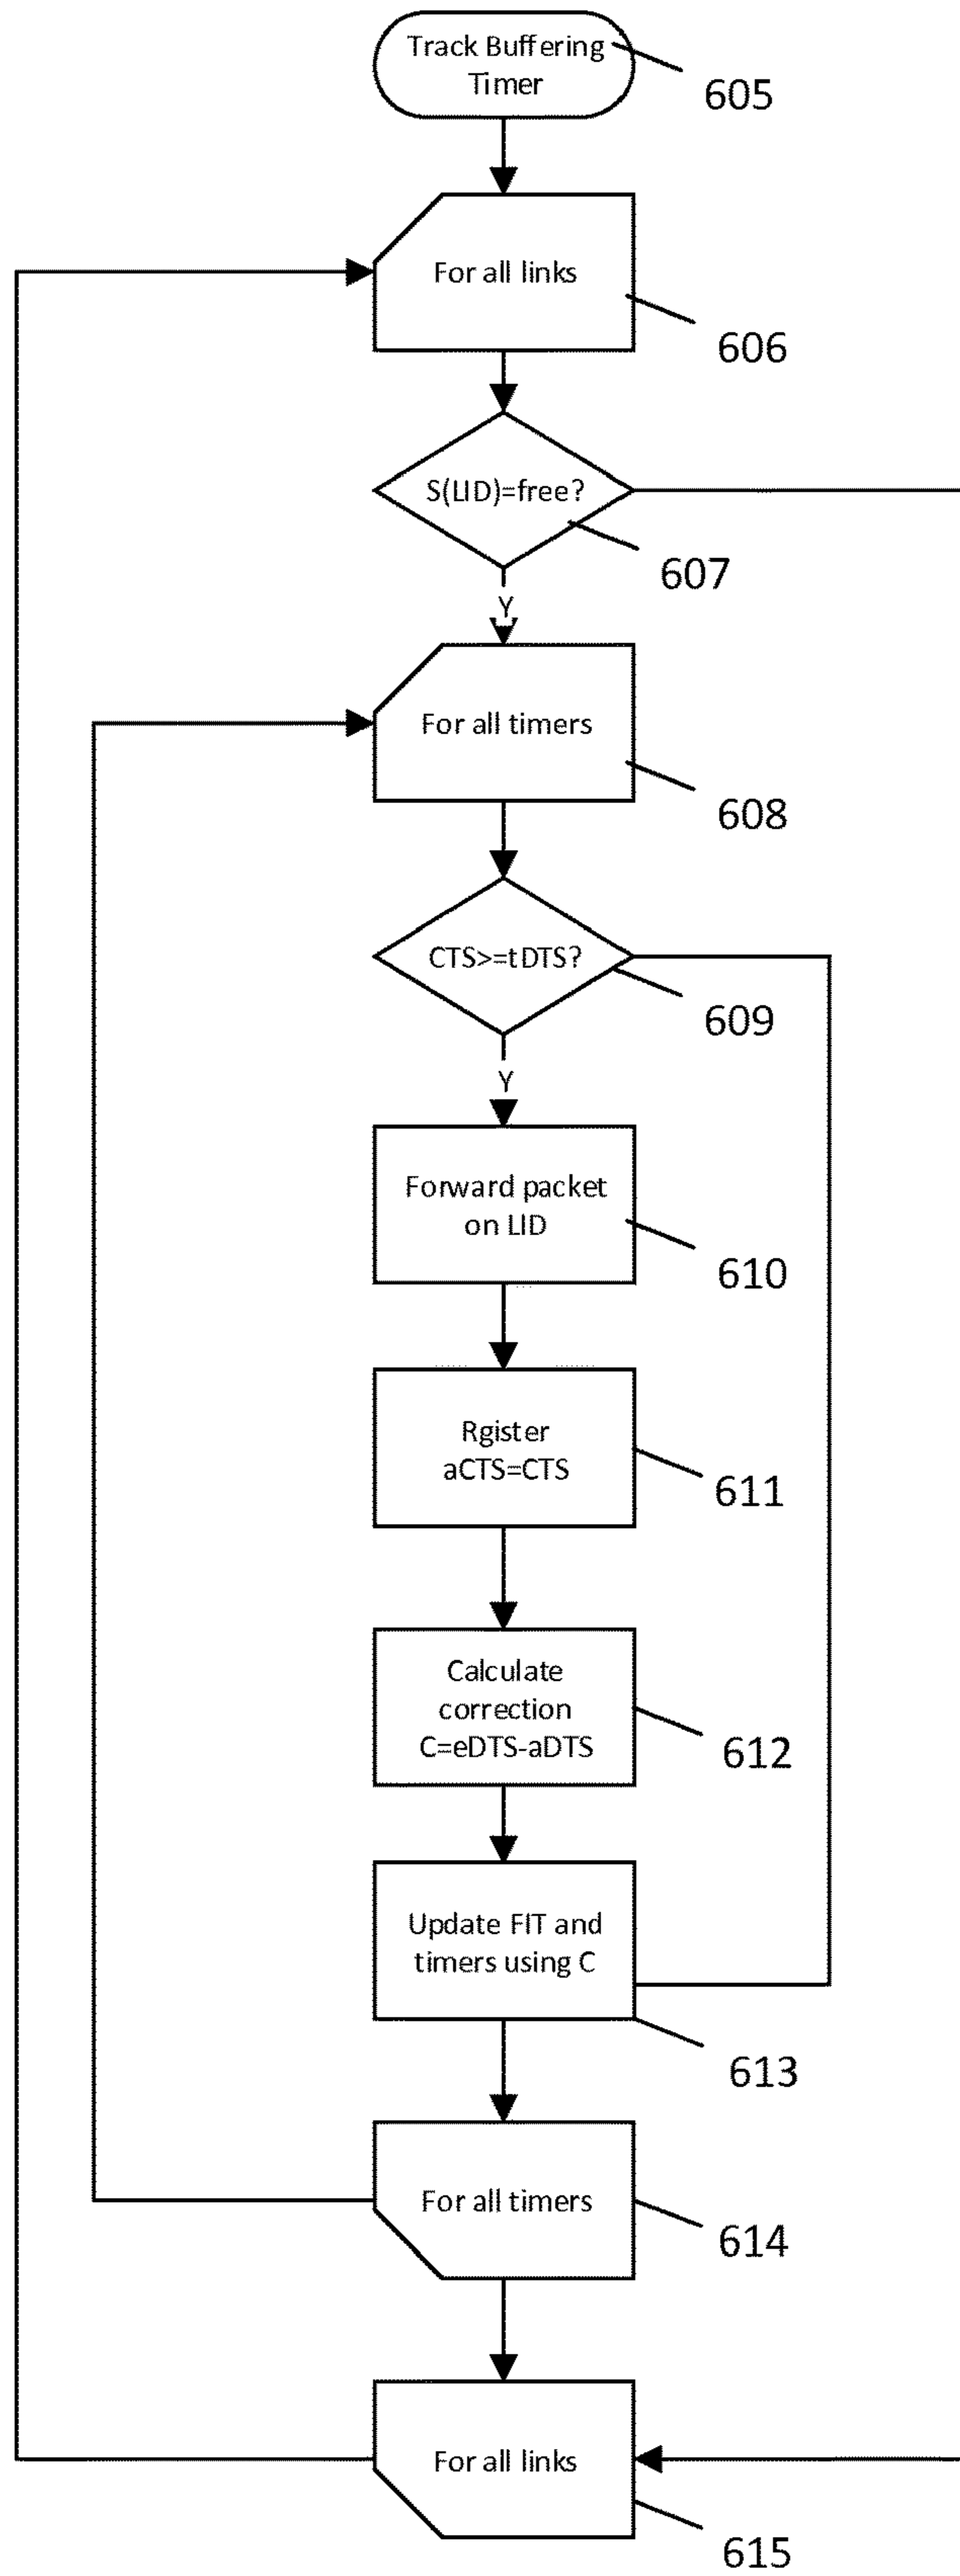 Track Buffering
Timer
605
For all links
606
S(LID)=free?
607
Y
For all timers
608
CTS>=tDTS?
609
Y
Forward packet
on LID
610
Rgister
aCTS=CTS
611
Calculate
correction
C=eDTS-aDTS
612
Update FIT and
timers using C
613
For all timers
614
For all links
615